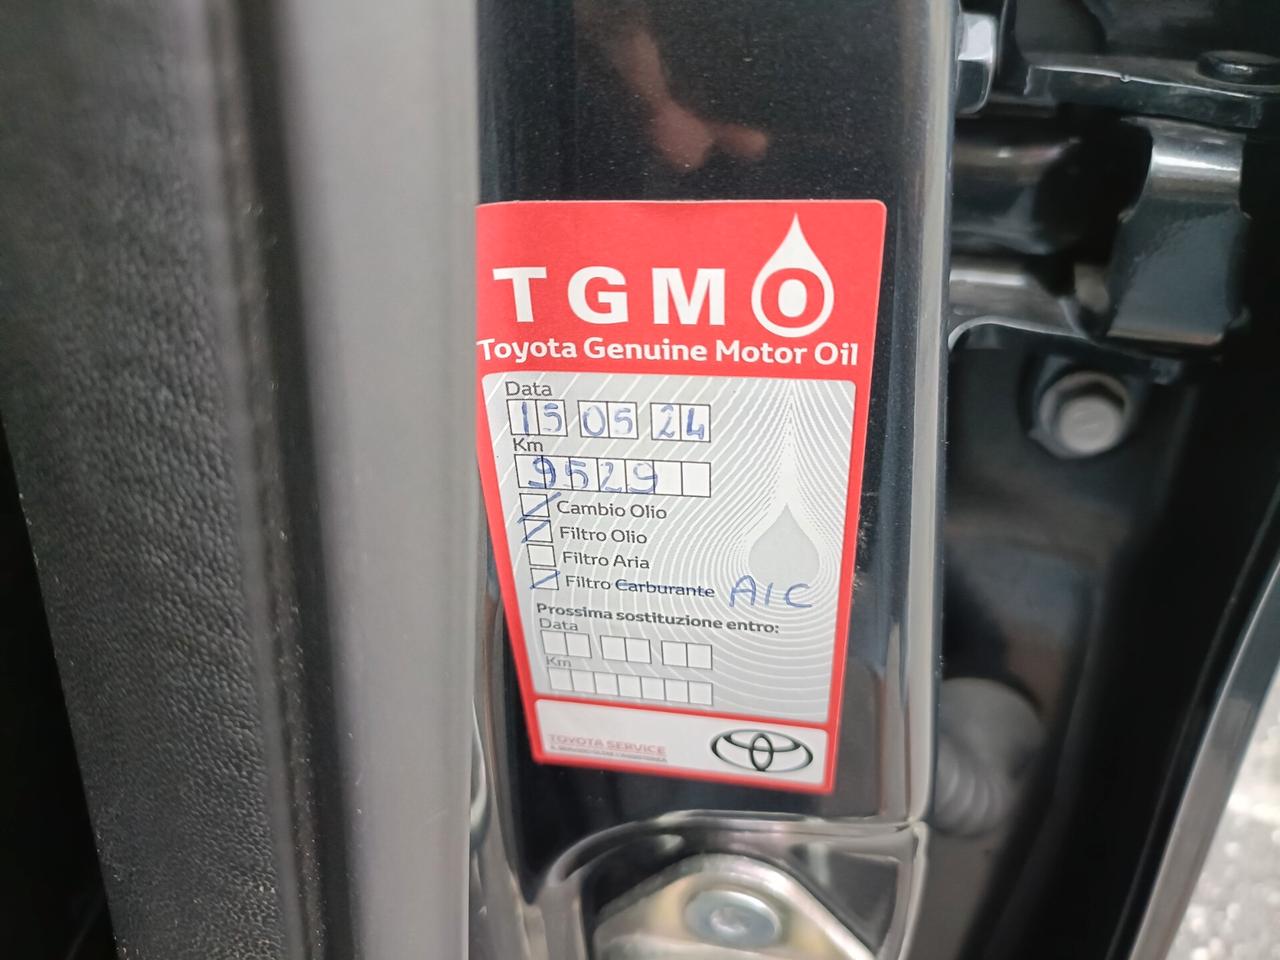 TGMO
Toyota Genuine Motor Oil
Data
15 05 24
Km
9529
Cambio Olio
Filtro Olio
Filtro Aria
Filtro Carburante A/C
Prossima sostituzione entro:
Data
Km
TOYOTA SERVICE